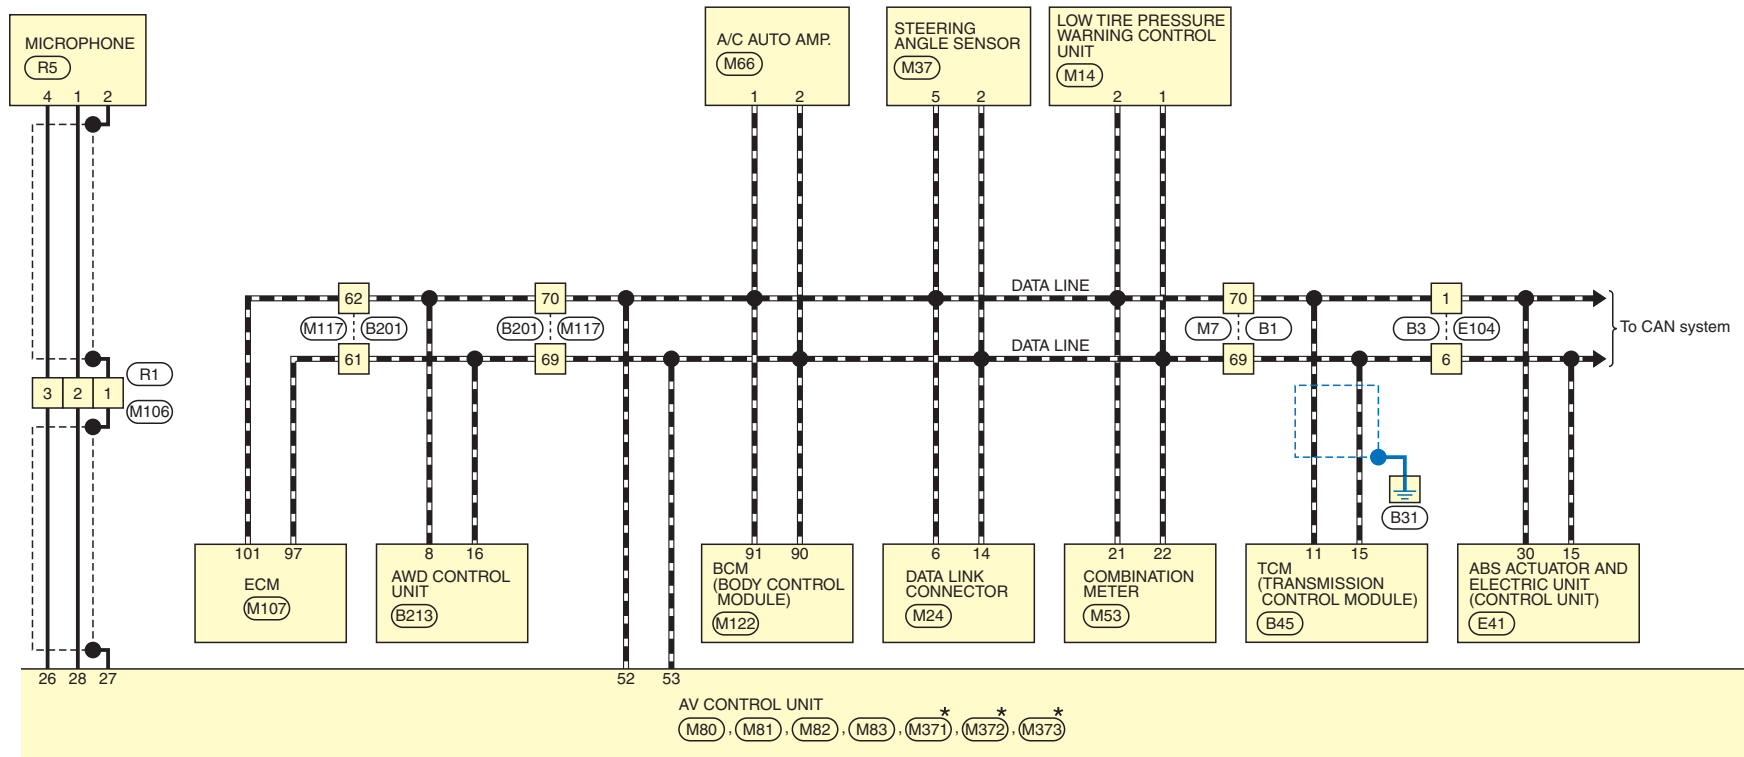 MICROPHONE
R5
4 1 2
A/C AUTO AMP.
M66
1 2
STEERING
ANGLE SENSOR
M37
5 2
LOW TIRE PRESSURE
WARNING CONTROL
UNIT
M14
2 1
DATA LINE
62 70 70 1
M117 B201 B201 M117 M7 B1 B3 E104
To CAN system
DATA LINE
61 69 69 6
R1
3 2 1
M106
B31
101 97
ECM
M107
8 16
AWD CONTROL
UNIT
B213
91 90
BCM
(BODY CONTROL
MODULE)
M122
6 14
DATA LINK
CONNECTOR
M24
21 22
COMBINATION
METER
M53
11 15
TCM
(TRANSMISSION
CONTROL MODULE)
B45
30 15
ABS ACTUATOR AND
ELECTRIC UNIT
(CONTROL UNIT)
E41
26 28 27 52 53
AV CONTROL UNIT
M80 , M81 , M82 , M83 , M371* , M372* , M373*